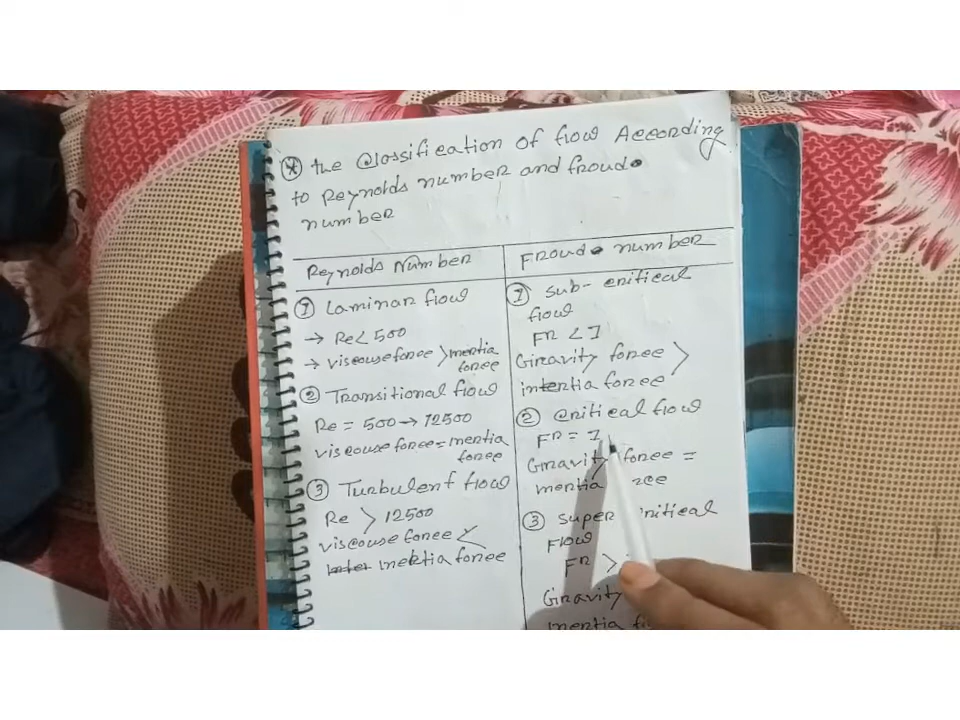 * the classification of flow According
to Reynolds number and froude
number
Reynolds Number
① Laminar flow
→ Re < 500
→ viscouse force > inertia
force
② Transitional flow
Re = 500 → 12500
viscouse force = inertia
force
③ Turbulent flow
Re > 12500
viscouse force <
inertia force
Froude number
① Sub-critical
flow
FR < 1
Gravity force >
intertia force
② critical flow
FR = 1
Gravity force =
inertia
③ super critical
Flow
FR >
Gravity
inertia